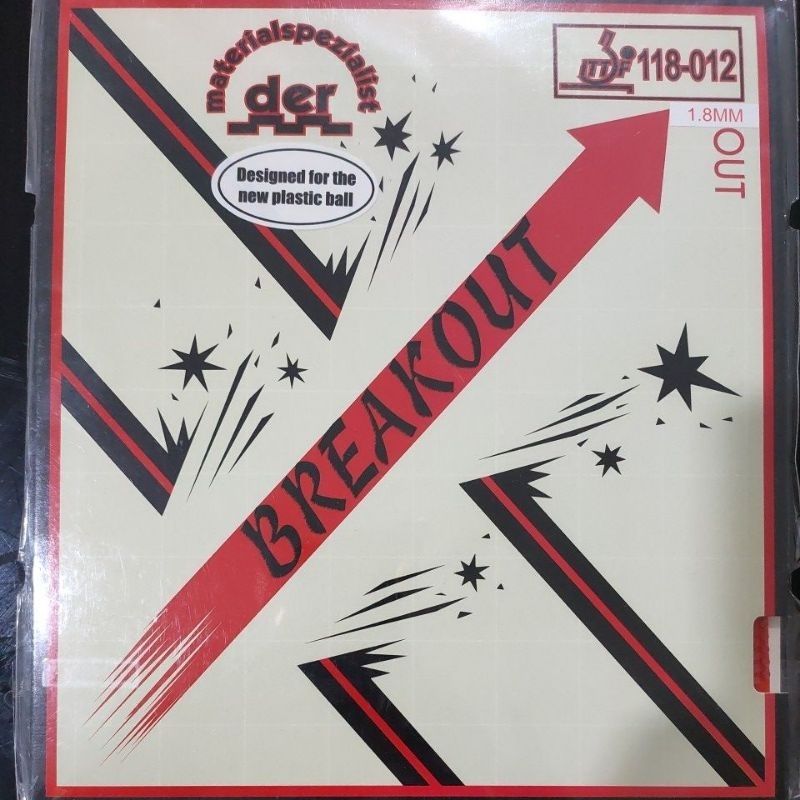 materialspezialist
der
ITTF 118-012
1.8MM
OUT
Designed for the
new plastic ball
BREAKOUT